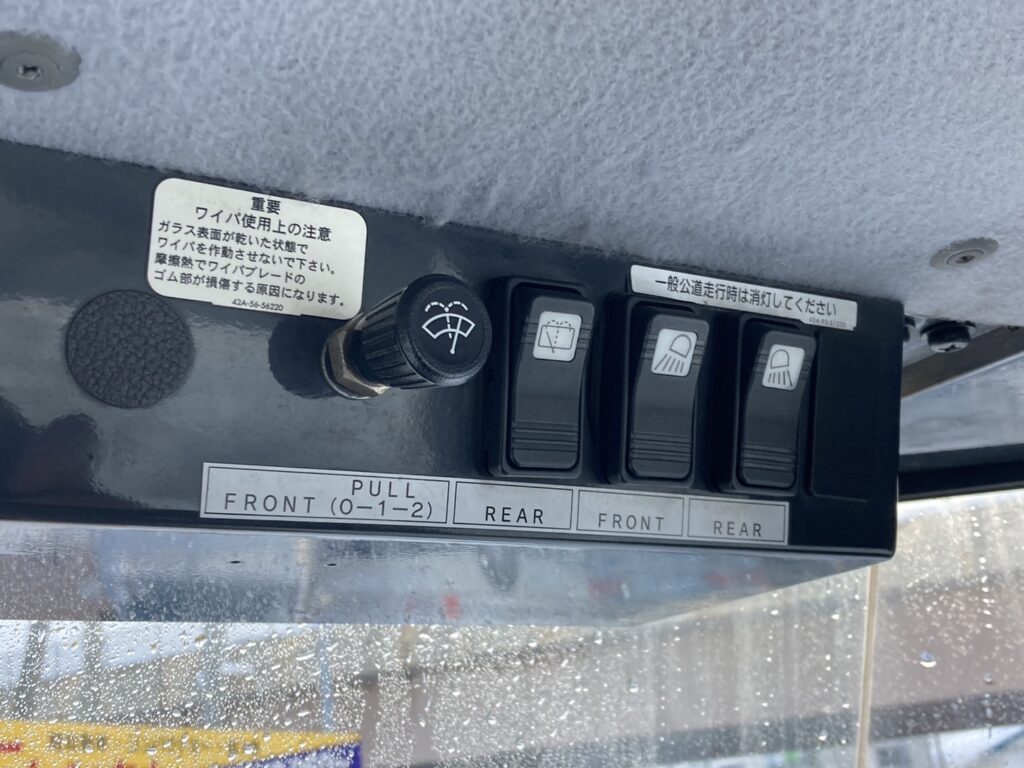 重要
ワイパ使用上の注意
ガラス表面が乾いた状態で
ワイパを作動させないで下さい。
摩擦熱でワイパブレードの
ゴム部が損傷する原因になります。
42A-56-S6220
一般公道走行時は消灯してください
PULL
FRONT (O-1-2)
REAR
FRONT
REAR